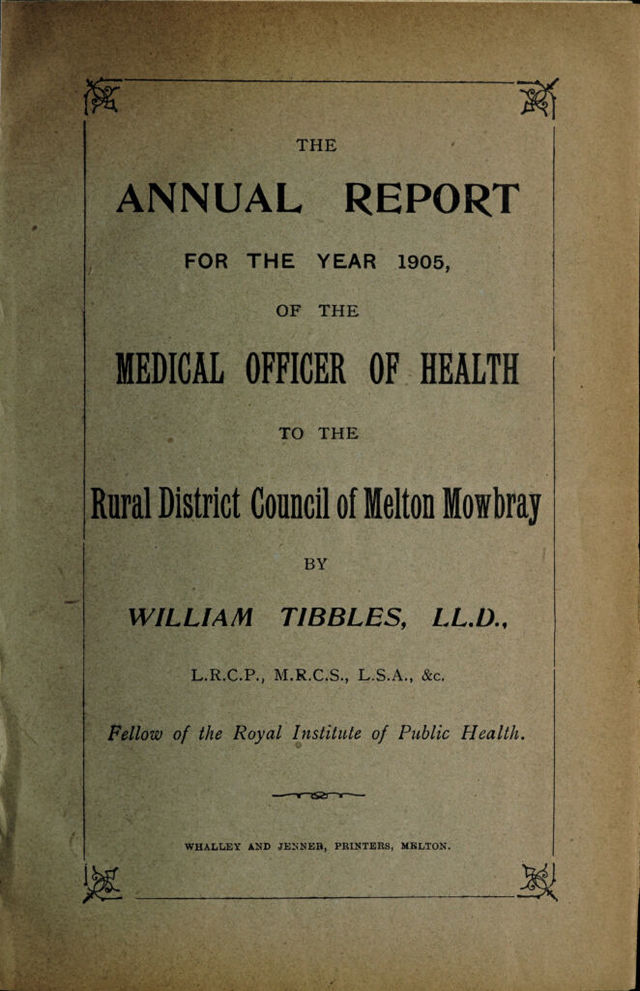 THE
ANNUAL REPORT
FOR THE YEAR 1905,
OF THE
MEDICAL OFFICER OF HEALTH
TO THE
Rural District Council of Melton Mowbray
BY
WILLIAM TIBBLES, LL.D.,
L.R.C.P., M.R.C.S., L.S.A., &c.
Fellow of the Royal Institute of Public Health.
WHALLEY AND JENNER, PRINTERS, MELTON.